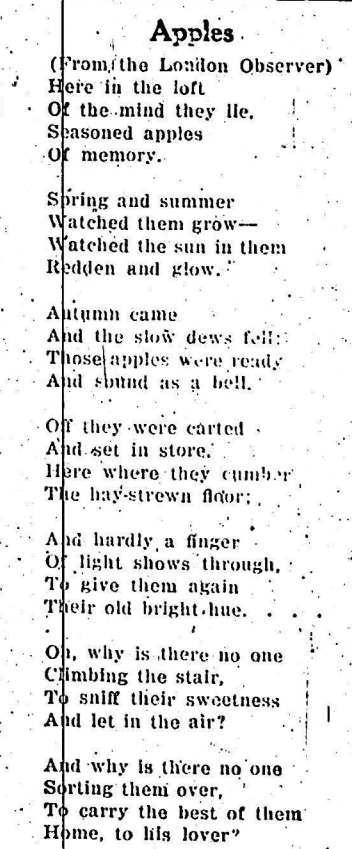 Apples
(From the London Observer)
Here in the loft
Of the mind they lie,
Seasoned apples
Of memory.
Spring and summer
Watched them grow—
Watched the sun in them
Redden and glow.
Autumn came
And the slow dews fell;
Those apples were ready
And sound as a bell.
Off they were carted
And set in store.
Here where they cumber
The hay-strewn floor;
And hardly a finger
Of light shows through,
To give them again
Their old bright hue.
Oh, why is there no one
Climbing the stair,
To sniff their sweetness
And let in the air?
And why is there no one
Sorting them over,
To carry the best of them
Home, to his lover?